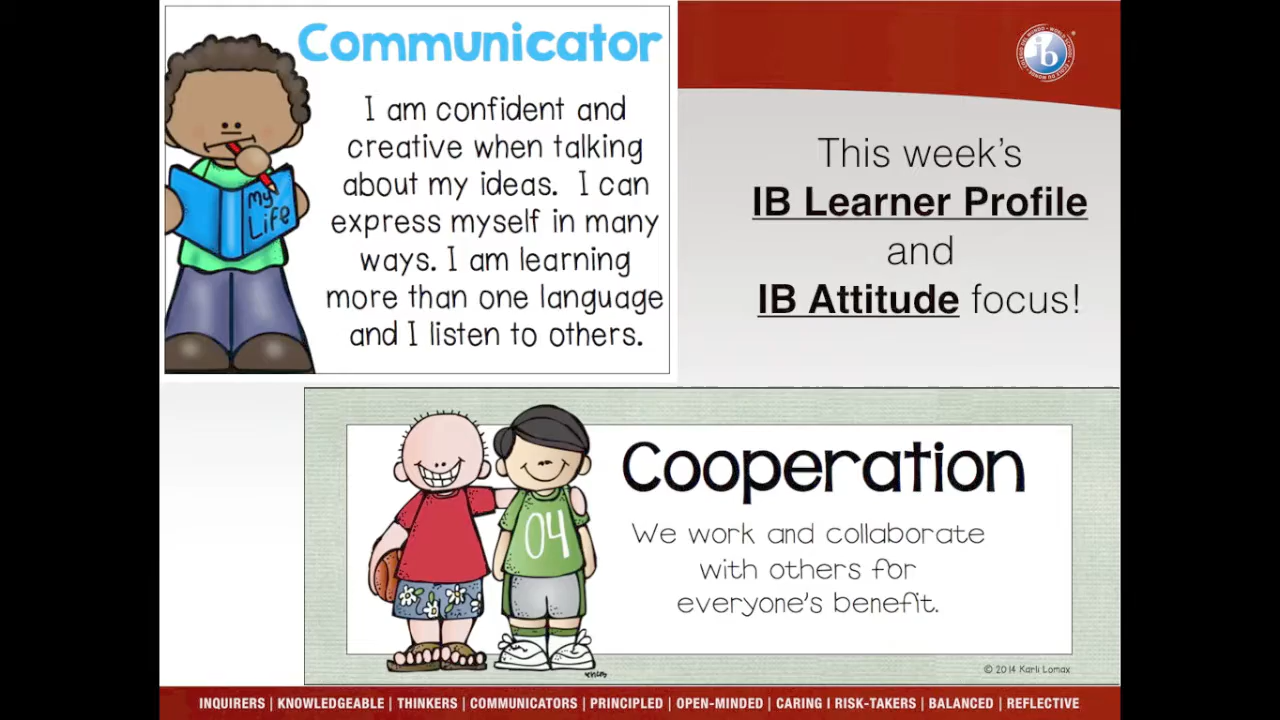 Communicator
I am confident and
creative when talking
about my ideas. I can
express myself in many
ways. I am learning
more than one language
and I listen to others.
My
Life
ib
This week's
IB Learner Profile
and
IB Attitude focus!
04
Cooperation
We work and collaborate
with others for
everyone's benefit.
© 2014 Karli Lomax
INQUIRERS | KNOWLEDGEABLE | THINKERS | COMMUNICATORS | PRINCIPLED | OPEN-MINDED | CARING I RISK-TAKERS | BALANCED | REFLECTIVE